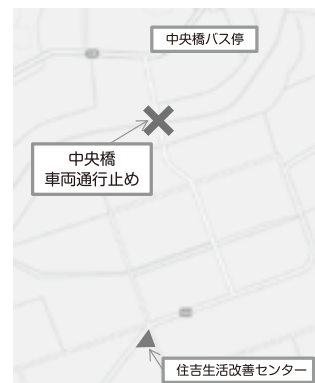 中央橋バス停
中央橋
車両通行止め
住吉生活改善センター